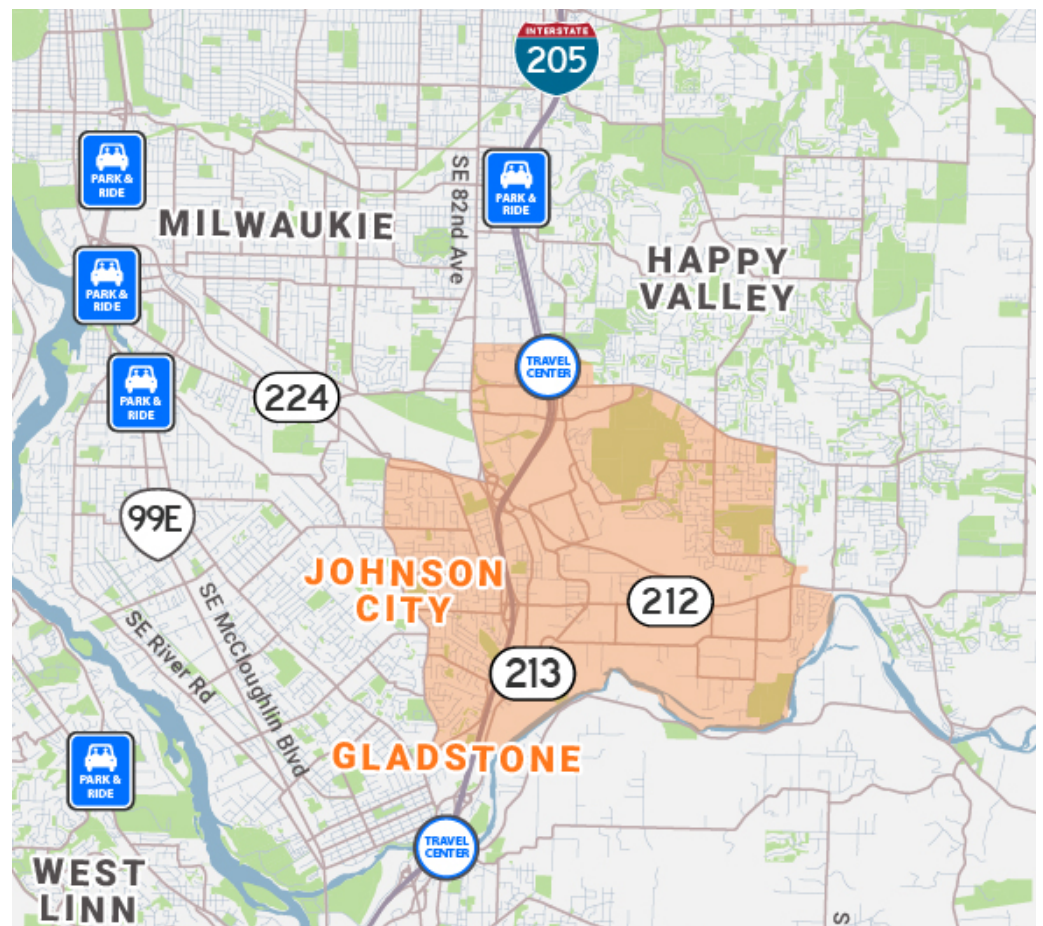 INTERSTATE
205
PARK &
RIDE
PARK &
RIDE
SE 82nd Ave
MILWAUKIE
HAPPY
VALLEY
PARK &
RIDE
TRAVEL
CENTER
PARK &
RIDE
224
99E
JOHNSON
CITY
212
SE McCloughlin Blvd
SE River Rd
213
GLADSTONE
PARK &
RIDE
TRAVEL
CENTER
WEST
LINN
S